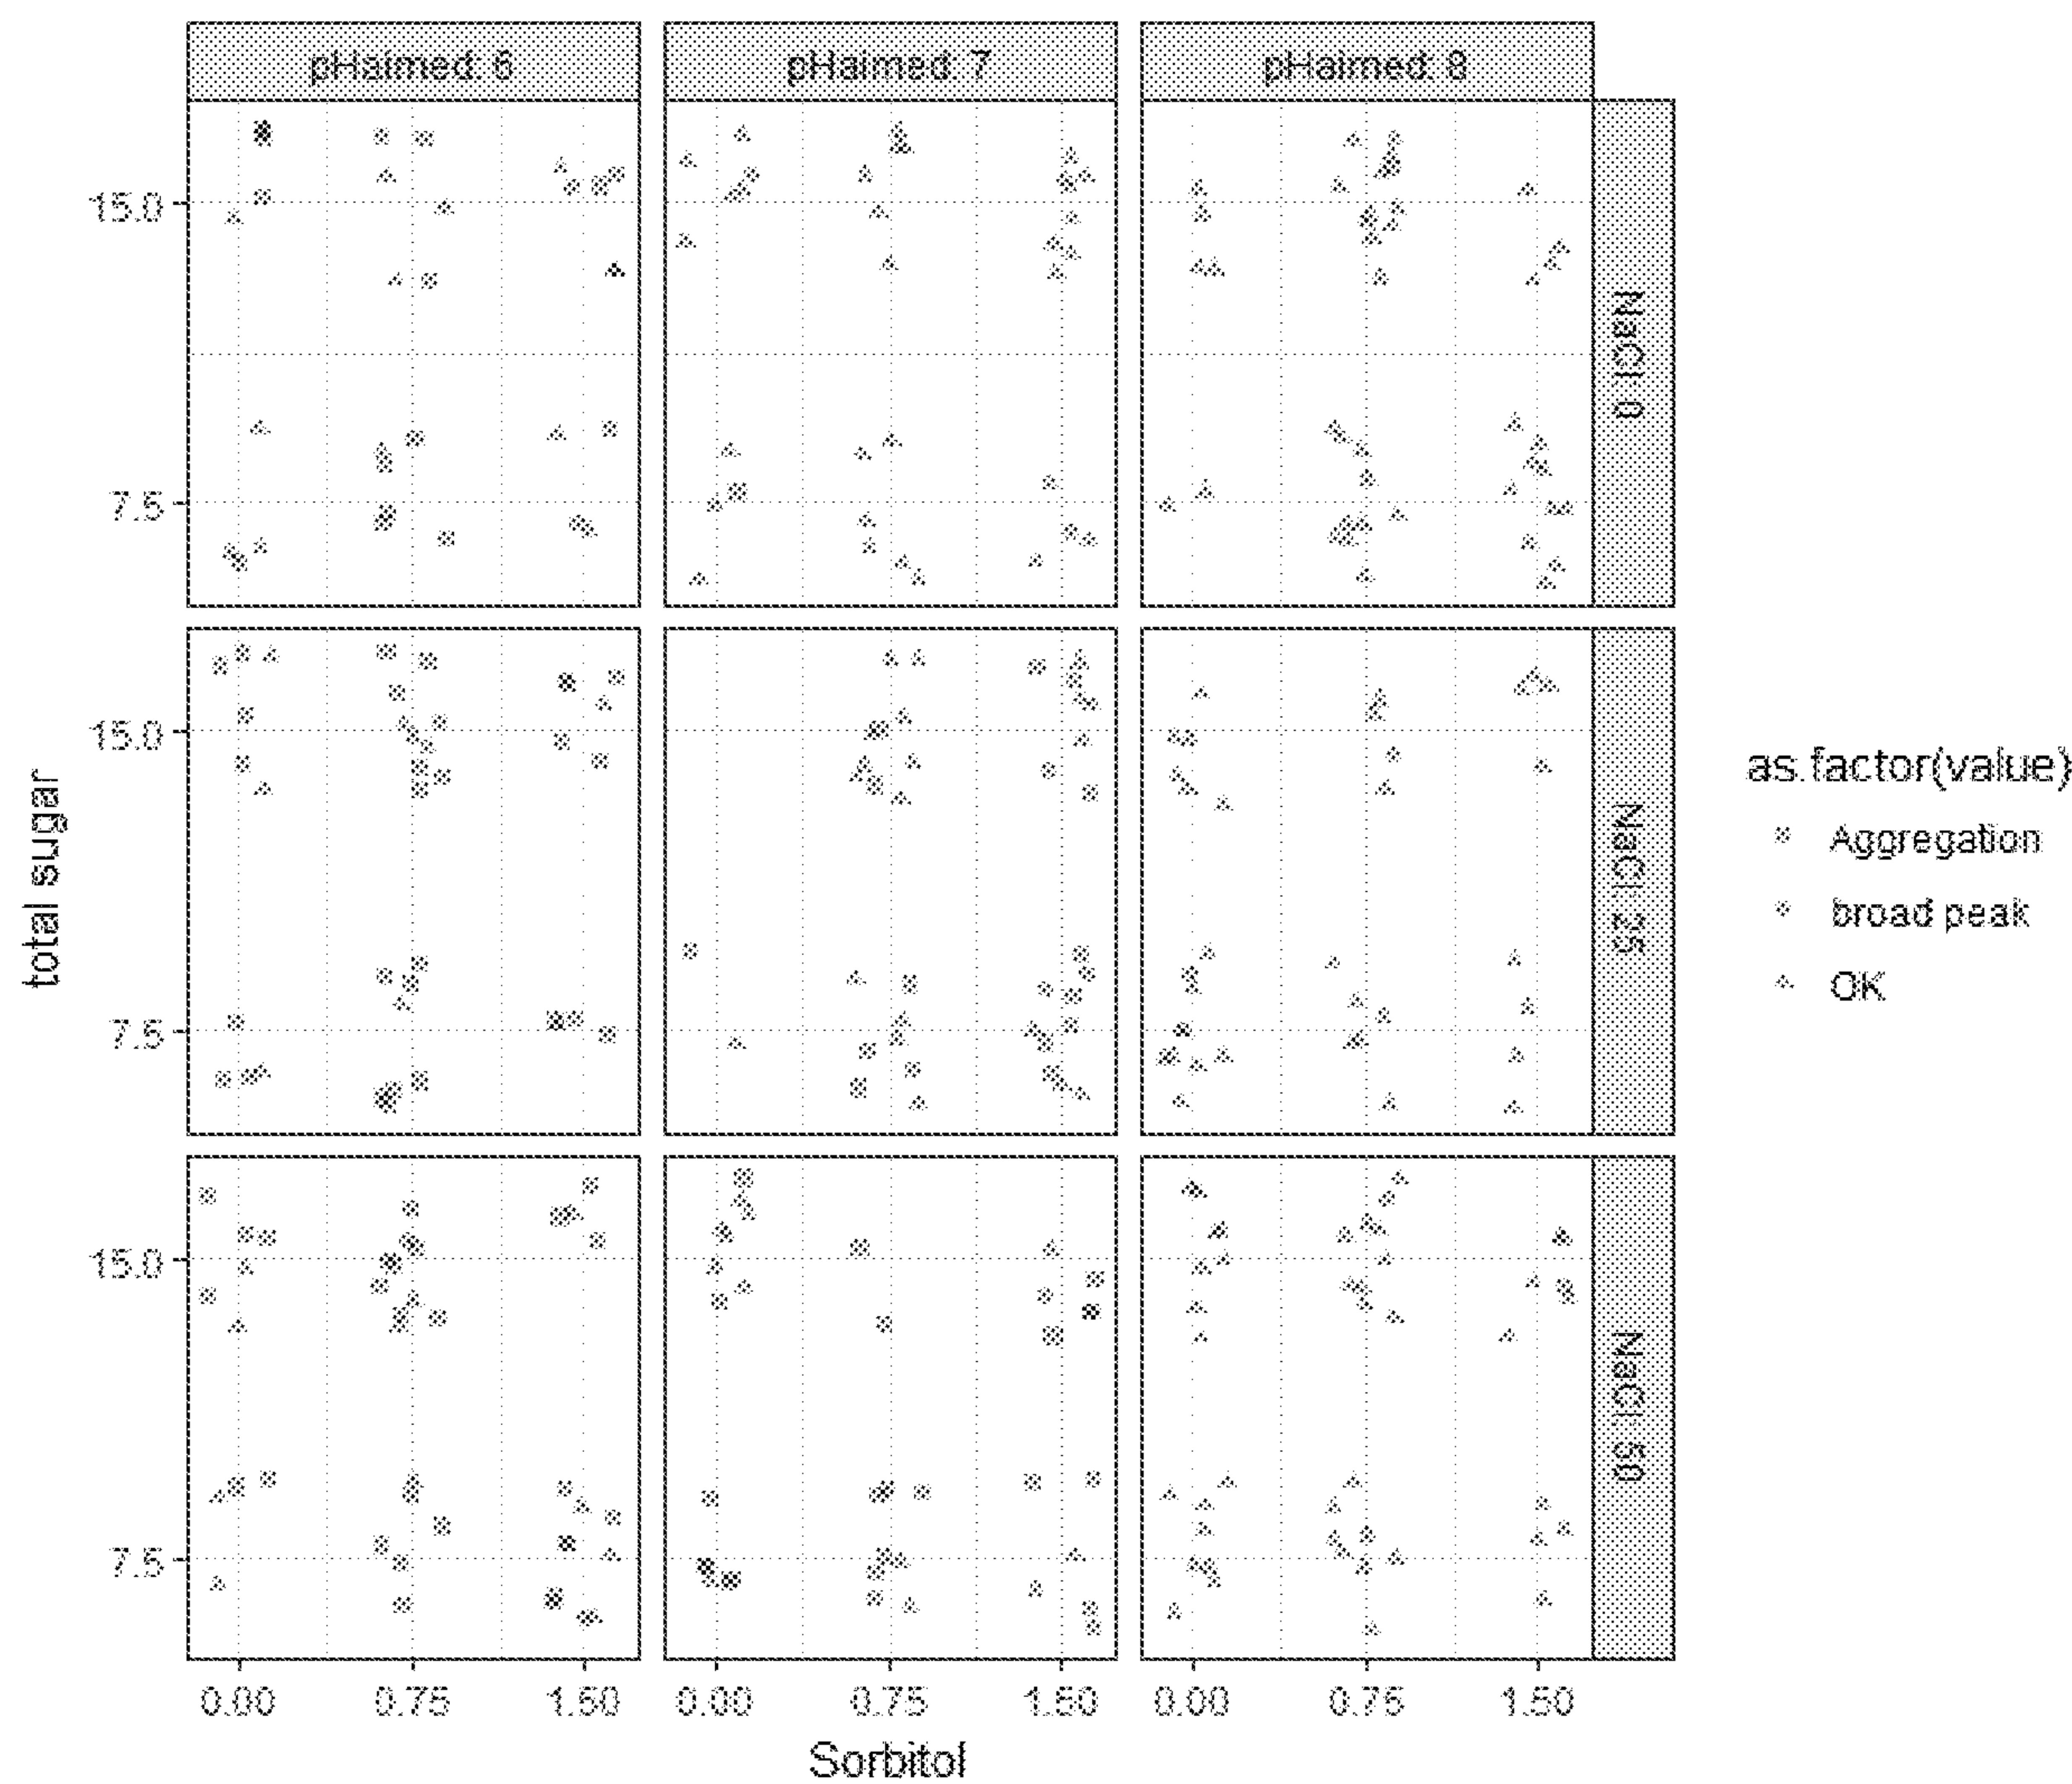 pHaimed: 6
pHaimed: 7
pHaimed: 8
15.0
7.5
NaCl: 0
15.0
7.5
NaCl: 25
15.0
7.5
NaCl: 50
total sugar
0.00
0.75
1.50
0.00
0.75
1.50
0.00
0.75
1.50
Sorbitol
as.factor(value)
Aggregation
broad peak
OK